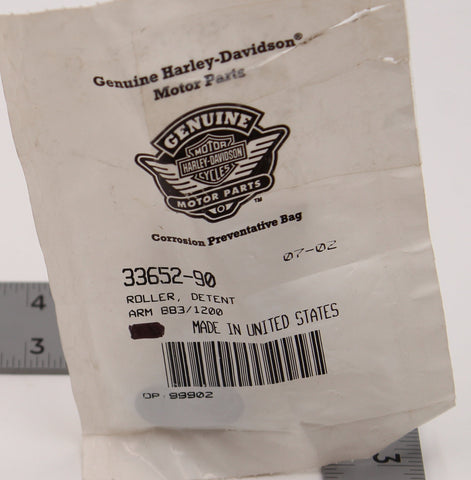 Genuine Harley-Davidson®
Motor Parts
GENUINE
MOTOR
HARLEY-DAVIDSON
CYCLES
MOTOR PARTS
TM
Corrosion Preventative Bag
07-02
33652-90
ROLLER, DETENT
ARM 883/1200
MADE IN UNITED STATES
OP 99902
4
3
3